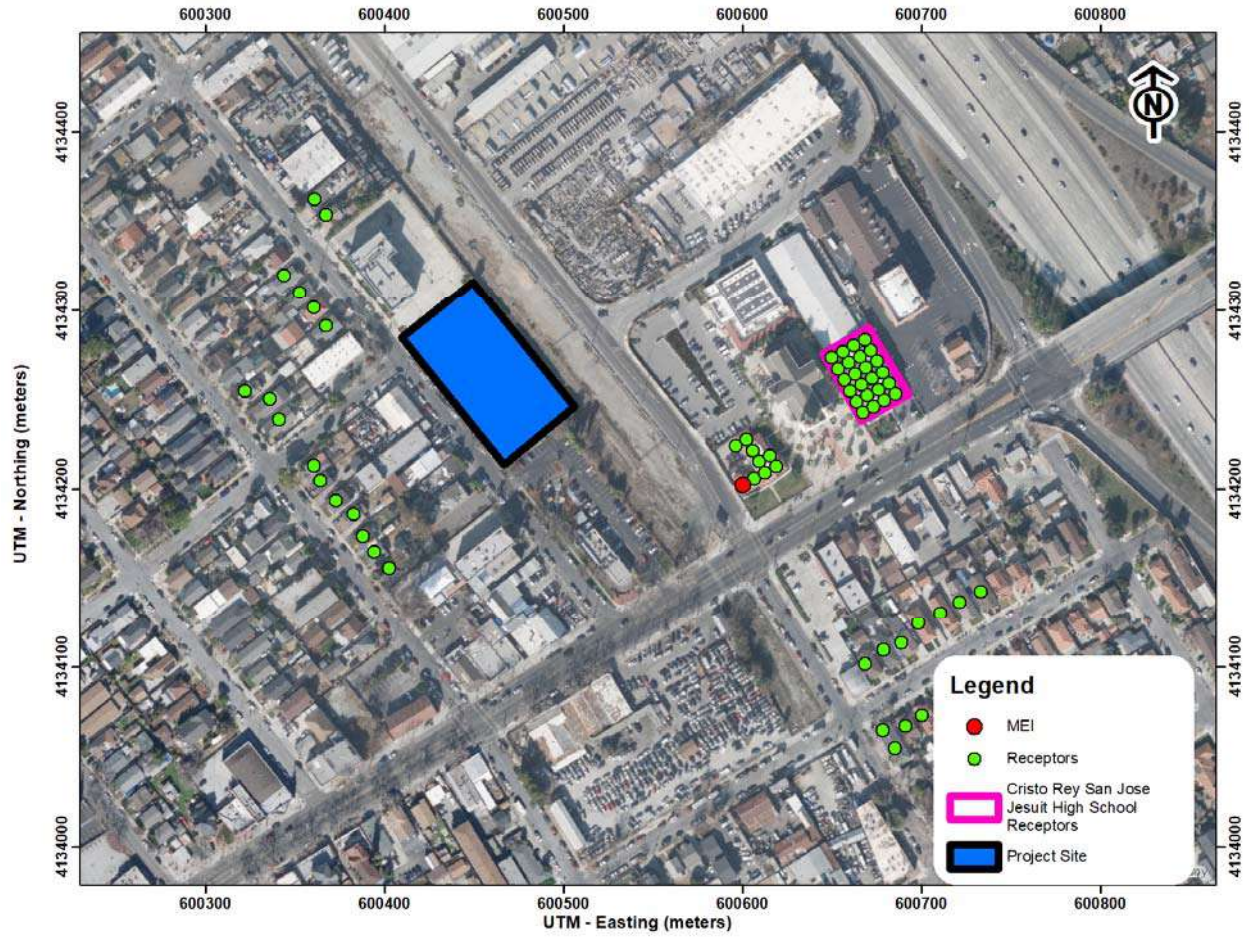 600300 600400 600500 600600 600700 600800
4134400 4134400
4134300 4134300
4134200 4134200
4134100 4134100
4134000 4134000
UTM - Northing (meters)
N
Legend
MEI
Receptors
Cristo Rey San Jose
Jesuit High School
Receptors
Project Site
600300 600400 600500 600600 600700 600800
UTM - Easting (meters)